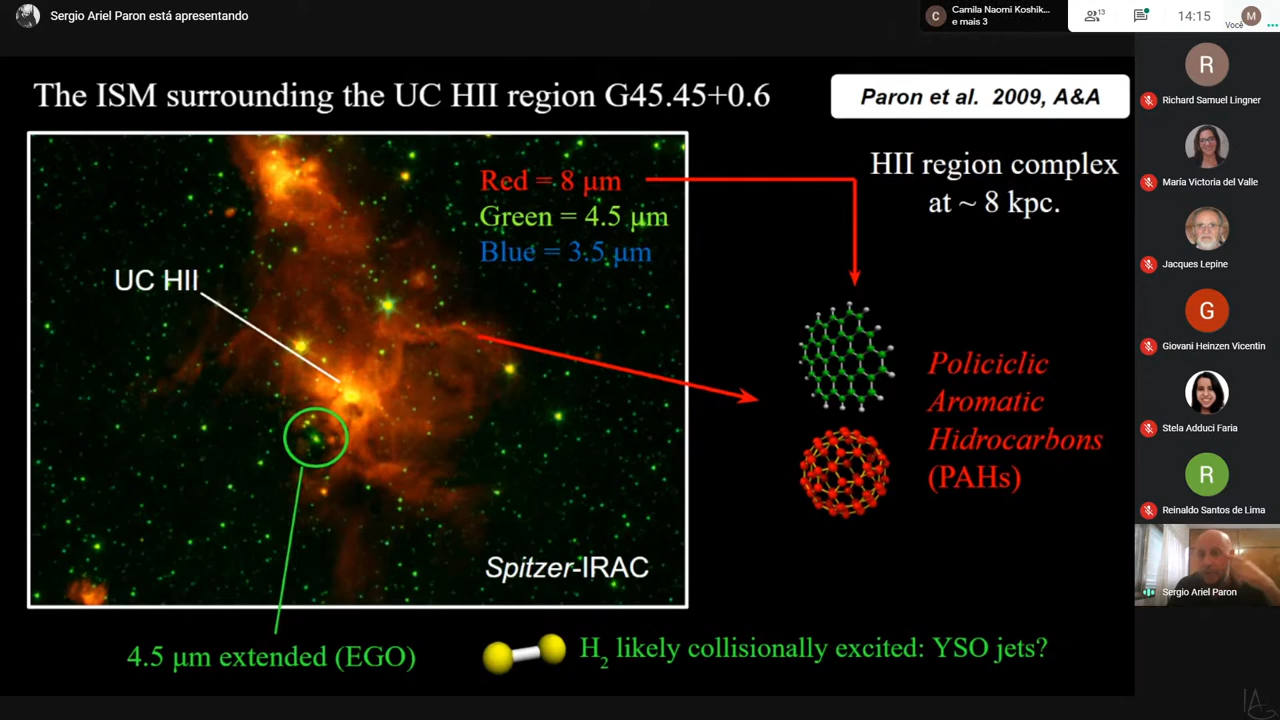 Sergio Ariel Paron está apresentando
Camila Naomi Koshik...
e mais 3
13
14:15
Você
The ISM surrounding the UC HII region G45.45+0.6
Paron et al. 2009, A&A
HII region complex
at ~ 8 kpc.
Red = 8 μm
Green = 4.5 μm
Blue = 3.5 μm
UC HII
Policiclic
Aromatic
Hidrocarbons
(PAHs)
Spitzer-IRAC
4.5 μm extended (EGO)
H2 likely collisionally excited: YSO jets?
C
M
R
Richard Samuel Lingner
María Victoria del Valle
Jacques Lepine
G
Giovani Heinzen Vicentin
Stela Adduci Faria
R
Reinaldo Santos de Lima
Sergio Ariel Paron
IAG